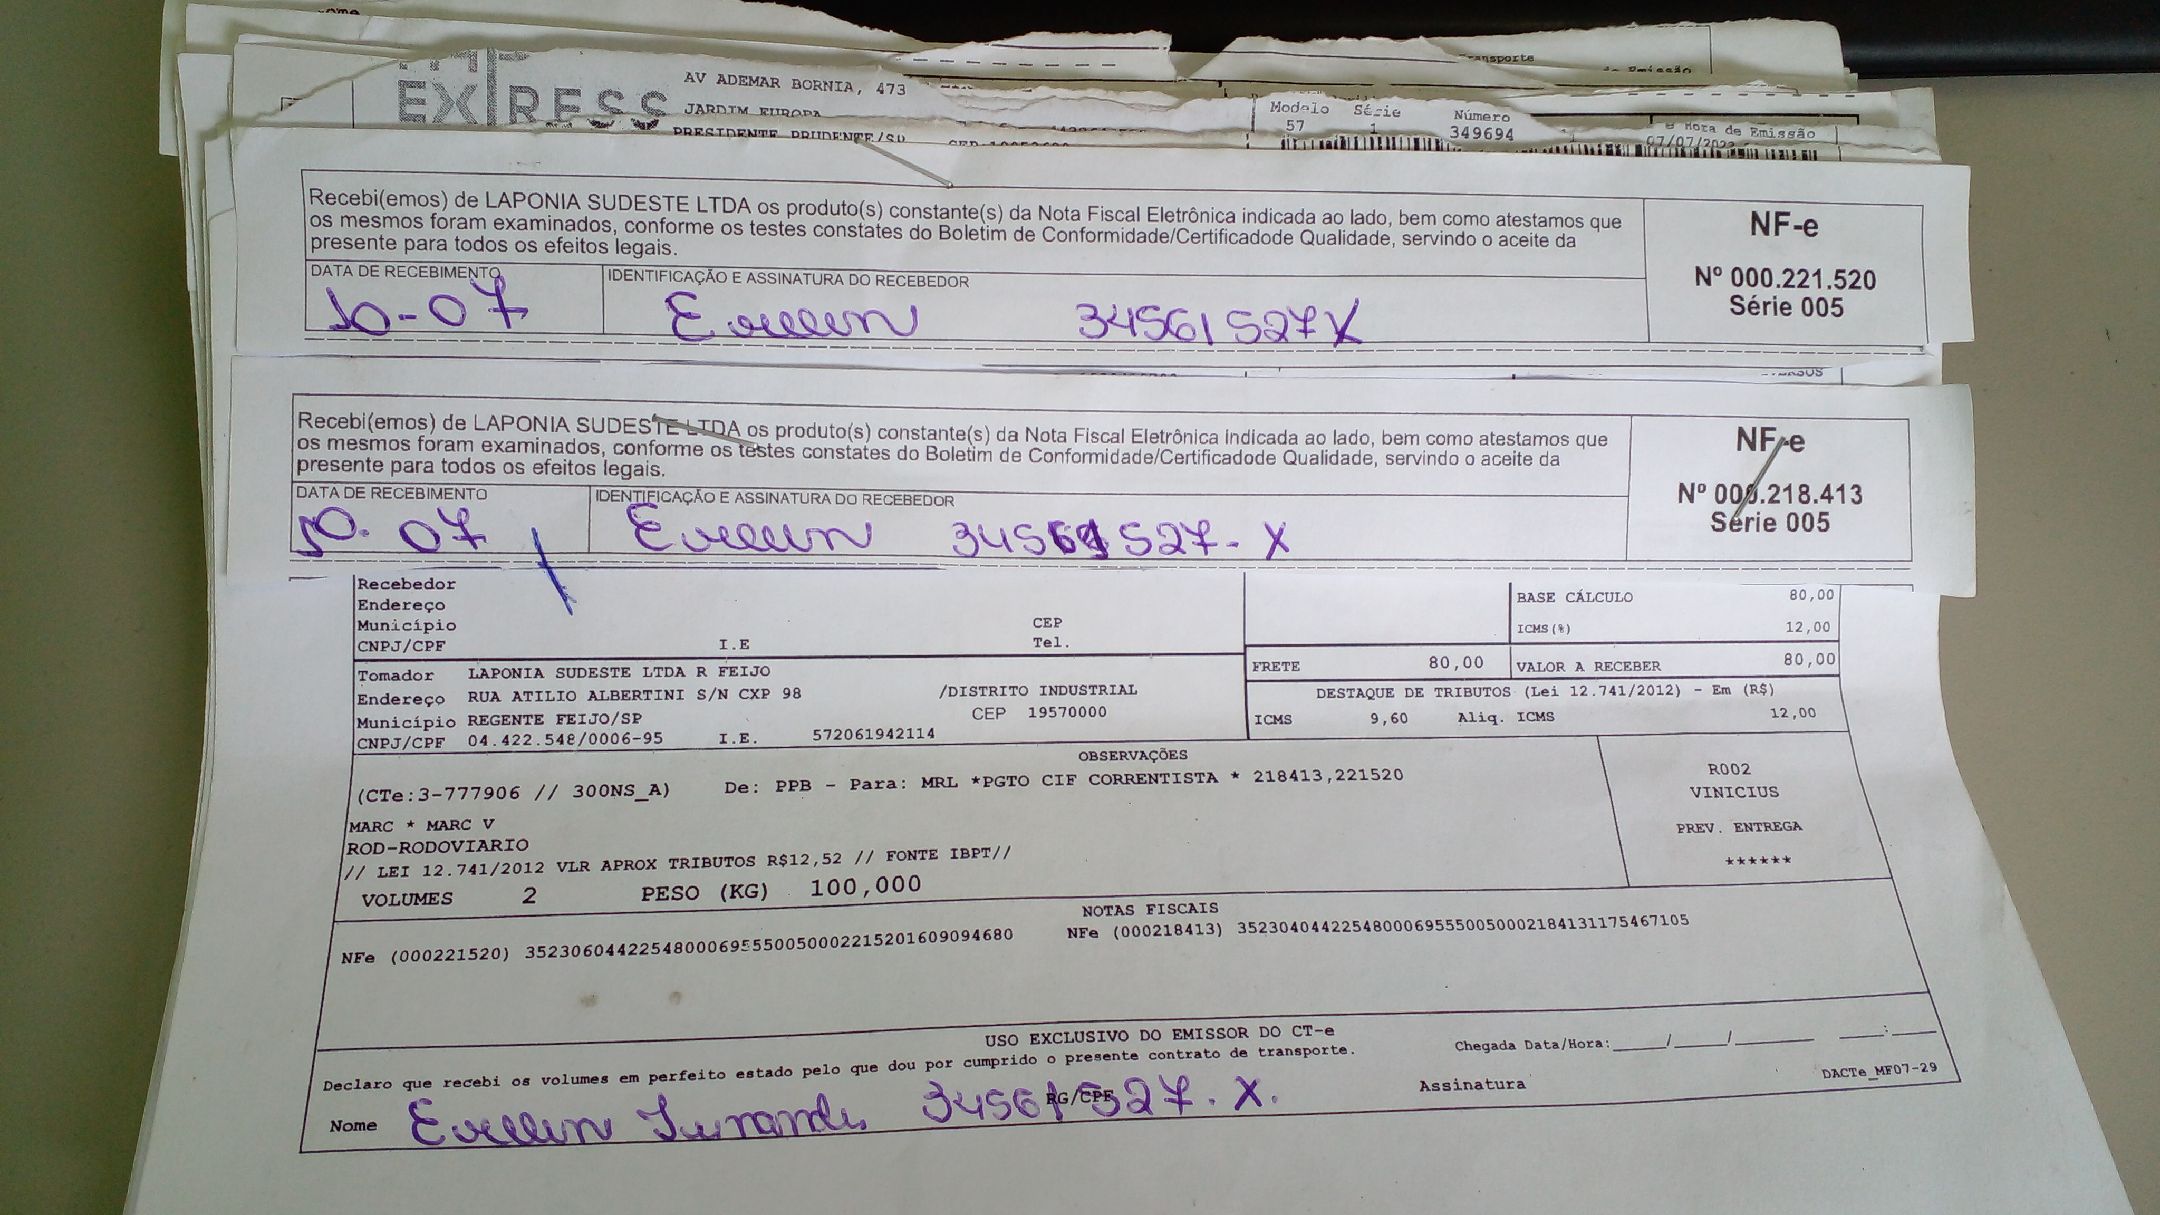 EXPRESS
AV ADEMAR BORNIA, 473
JARDIM EUROPA
PRESIDENTE PRUDENTE/SP
Modelo Série Número
57 1 349694
Hora de Emissão
Recebi(emos) de LAPONIA SUDESTE LTDA os produto(s) constante(s) da Nota Fiscal Eletrônica indicada ao lado, bem como atestamos que
os mesmos foram examinados, conforme os testes constates do Boletim de Conformidade/Certificadode Qualidade, servindo o aceite da
presente para todos os efeitos legais.
DATA DE RECEBIMENTO IDENTIFICAÇÃO E ASSINATURA DO RECEBEDOR
10-07 Evellen 34561527X
NF-e
Nº 000.221.520
Série 005
Recebi(emos) de LAPONIA SUDESTE LTDA os produto(s) constante(s) da Nota Fiscal Eletrônica indicada ao lado, bem como atestamos que
os mesmos foram examinados, conforme os testes constates do Boletim de Conformidade/Certificadode Qualidade, servindo o aceite da
presente para todos os efeitos legais.
DATA DE RECEBIMENTO IDENTIFICAÇÃO E ASSINATURA DO RECEBEDOR
10.07 Evellen 34561527-X
NF-e
Nº 000.218.413
Série 005
Recebedor
Endereço
Município CEP
CNPJ/CPF I.E Tel.
BASE CÁLCULO 80,00
ICMS(%) 12,00
FRETE 80,00 VALOR A RECEBER 80,00
Tomador LAPONIA SUDESTE LTDA R FEIJO
Endereço RUA ATILIO ALBERTINI S/N CXP 98 /DISTRITO INDUSTRIAL
Município REGENTE FEIJO/SP CEP 19570000
CNPJ/CPF 04.422.548/0006-95 I.E. 572061942114
DESTAQUE DE TRIBUTOS (Lei 12.741/2012) - Em (R$)
ICMS 9,60 Aliq. ICMS 12,00
OBSERVAÇÕES
(CTe:3-777906 // 300NS_A) De: PPB - Para: MRL *PGTO CIF CORRENTISTA * 218413,221520
MARC * MARC V
ROD-RODOVIARIO
// LEI 12.741/2012 VLR APROX TRIBUTOS R$12,52 // FONTE IBPT//
VOLUMES 2 PESO (KG) 100,000
R002
VINICIUS
PREV. ENTREGA
******
NOTAS FISCAIS
NFe (000221520) 35230604422548000695550050002215201609094680 NFe (000218413) 35230404422548000695550050002184131175467105
USO EXCLUSIVO DO EMISSOR DO CT-e
Declaro que recebi os volumes em perfeito estado pelo que dou por cumprido o presente contrato de transporte.
Chegada Data/Hora:_____/_____/_______ ____:____
Nome Evellen 34561527.X. RG/CPF Assinatura
DACTe_MF07-29